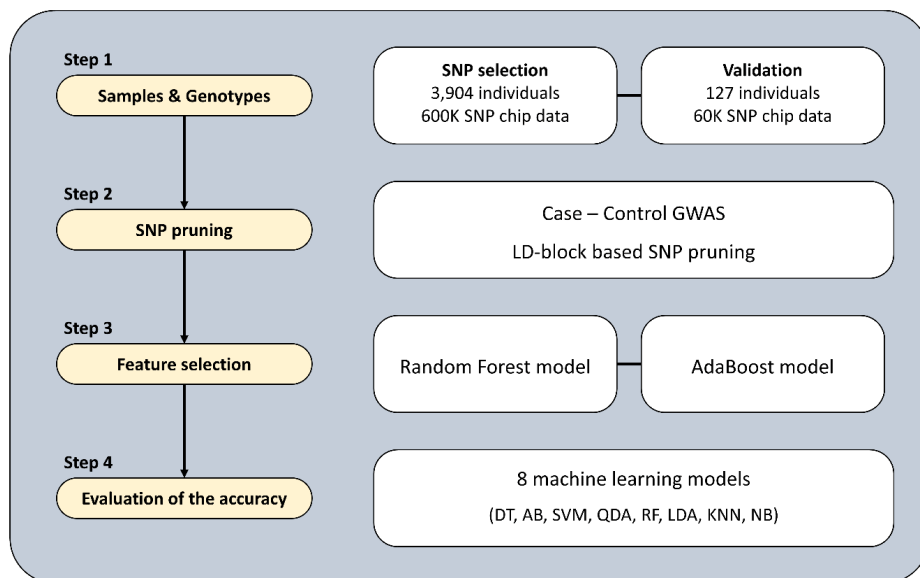 Step 1
Samples & Genotypes
SNP selection
3,904 individuals
600K SNP chip data
Validation
127 individuals
60K SNP chip data
Step 2
SNP pruning
Case – Control GWAS
LD-block based SNP pruning
Step 3
Feature selection
Random Forest model
AdaBoost model
Step 4
Evaluation of the accuracy
8 machine learning models
(DT, AB, SVM, QDA, RF, LDA, KNN, NB)